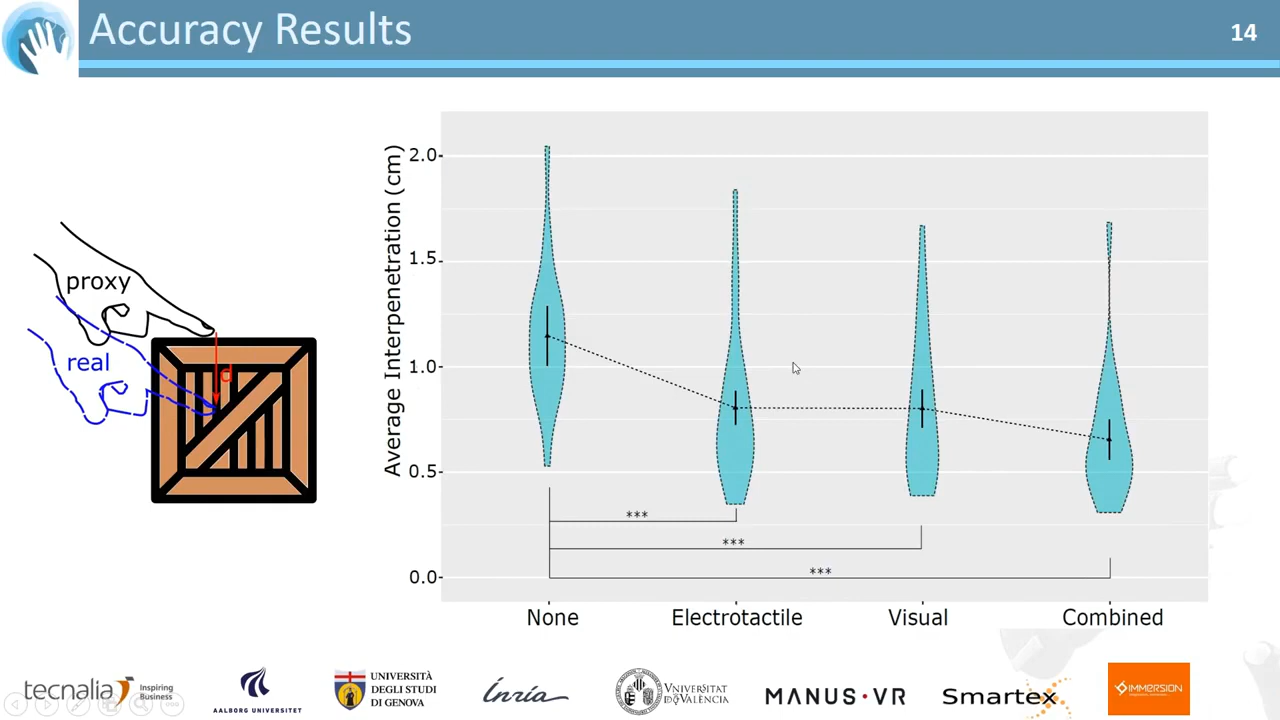 Accuracy Results
14
proxy
real
d
Average Interpenetration (cm)
2.0
1.5
1.0
0.5
0.0
***
***
***
None
Electrotactile
Visual
Combined
tecnalia
Inspiring
Business
AALBORG UNIVERSITET
UNIVERSITÀ
DEGLI STUDI
DI GENOVA
Inria
VNIVERSITAT
DE VALÈNCIA
MANUS VR
Smartex
IMMERSION